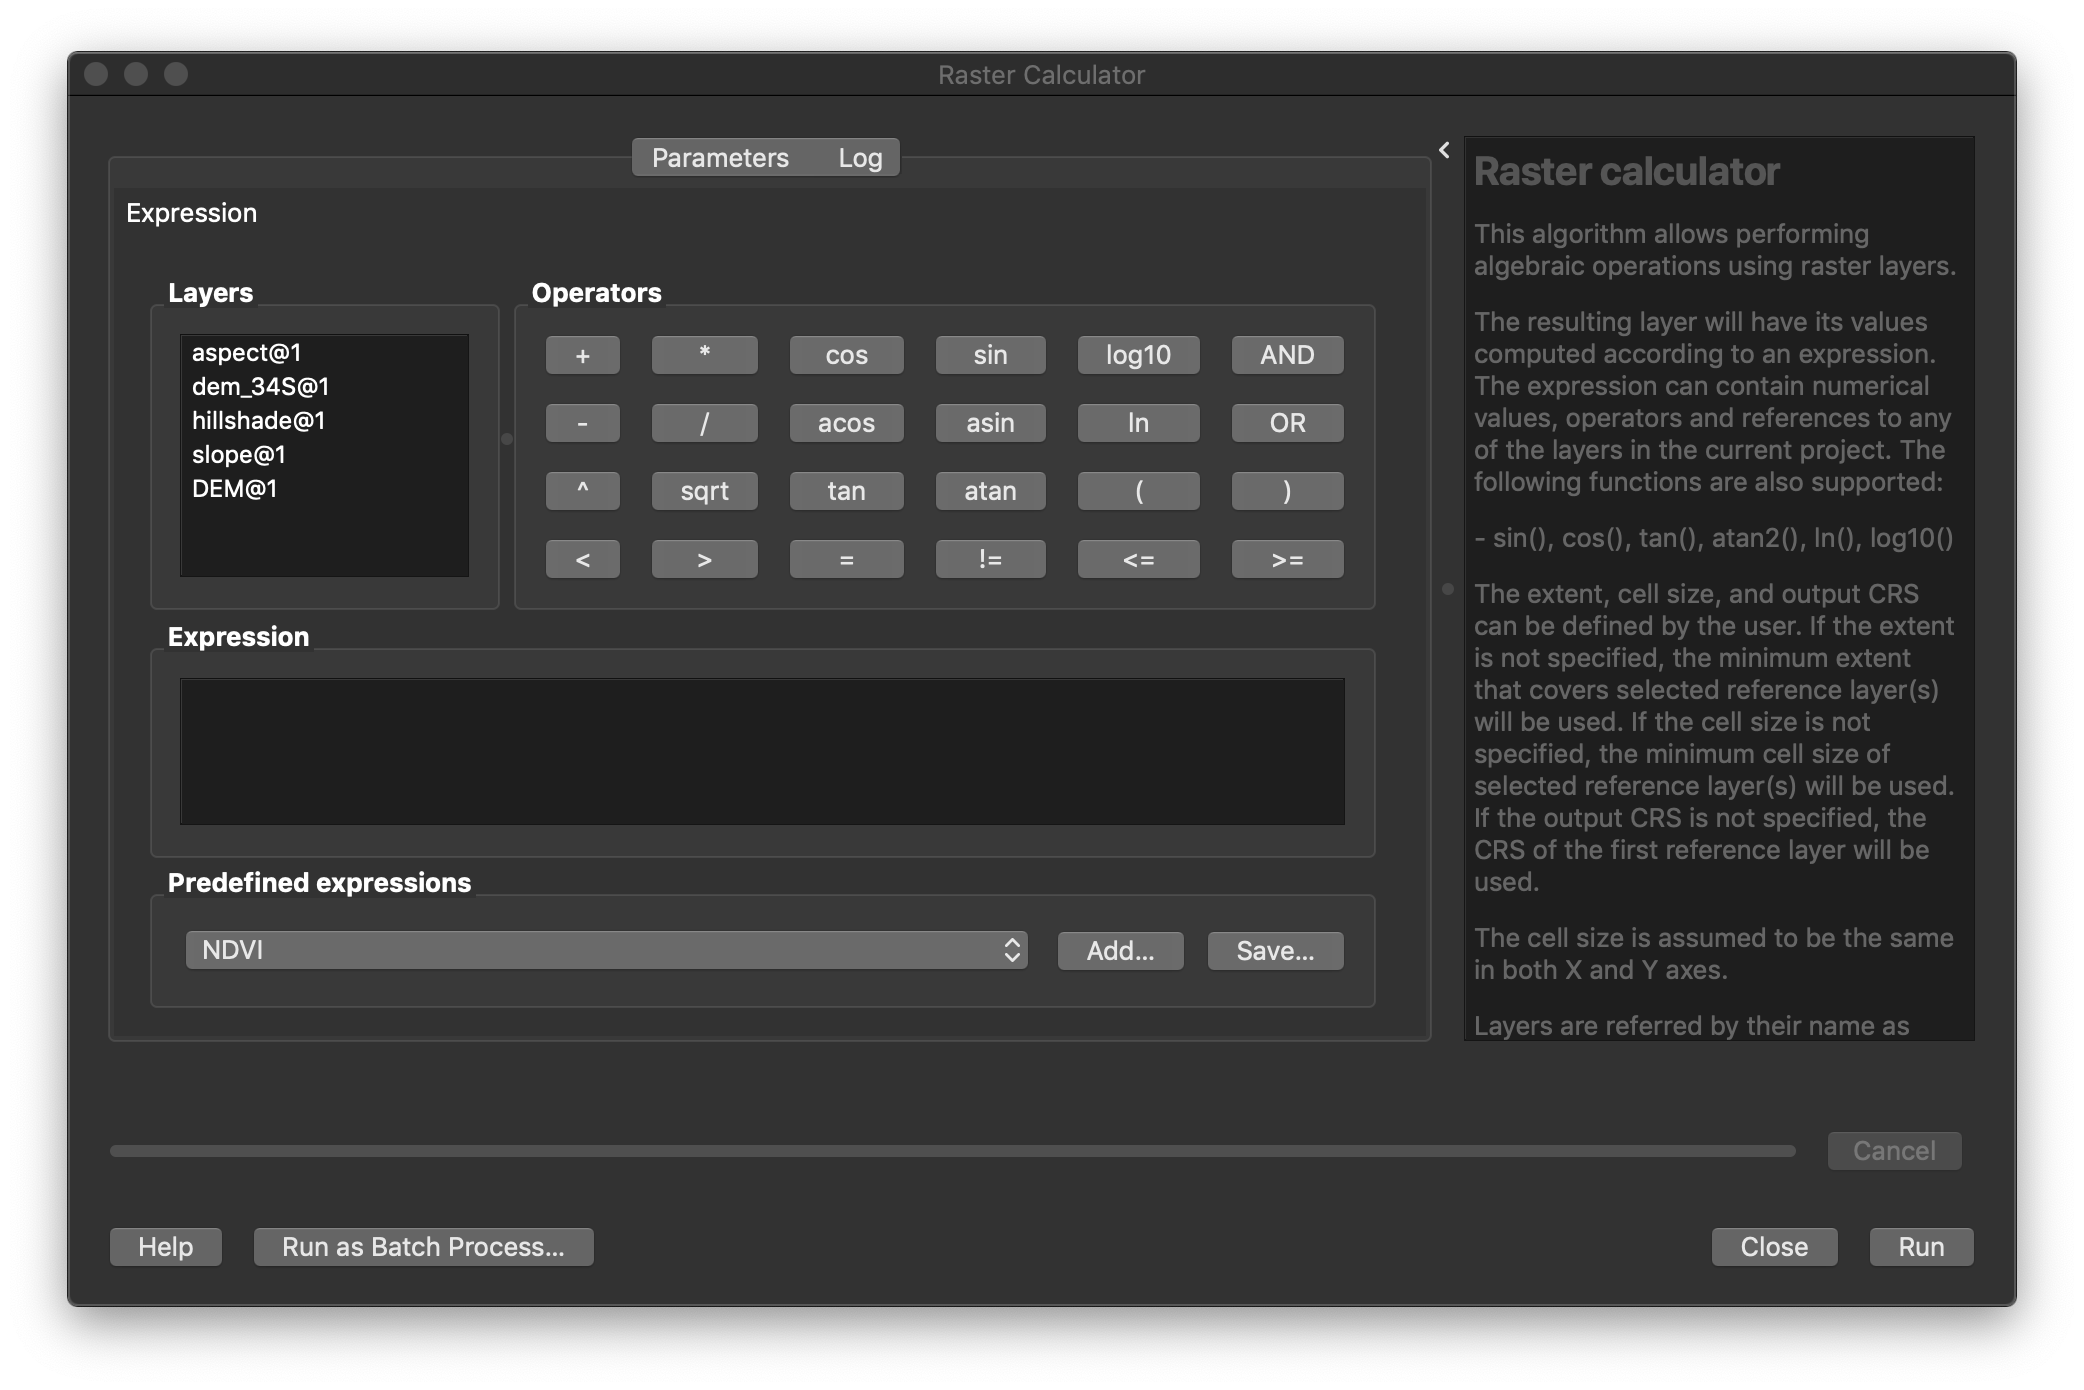 Raster Calculator
Parameters Log
Expression
Layers
aspect@1
dem_34S@1
hillshade@1
slope@1
DEM@1
Operators
+ * cos sin log10 AND
- / acos asin ln OR
^ sqrt tan atan ( )
< > = != <= >=
Expression
Predefined expressions
NDVI Add... Save...
Raster calculator
This algorithm allows performing
algebraic operations using raster layers.
The resulting layer will have its values
computed according to an expression.
The expression can contain numerical
values, operators and references to any
of the layers in the current project. The
following functions are also supported:
- sin(), cos(), tan(), atan2(), ln(), log10()
The extent, cell size, and output CRS
can be defined by the user. If the extent
is not specified, the minimum extent
that covers selected reference layer(s)
will be used. If the cell size is not
specified, the minimum cell size of
selected reference layer(s) will be used.
If the output CRS is not specified, the
CRS of the first reference layer will be
used.
The cell size is assumed to be the same
in both X and Y axes.
Layers are referred by their name as
Cancel
Help Run as Batch Process... Close Run